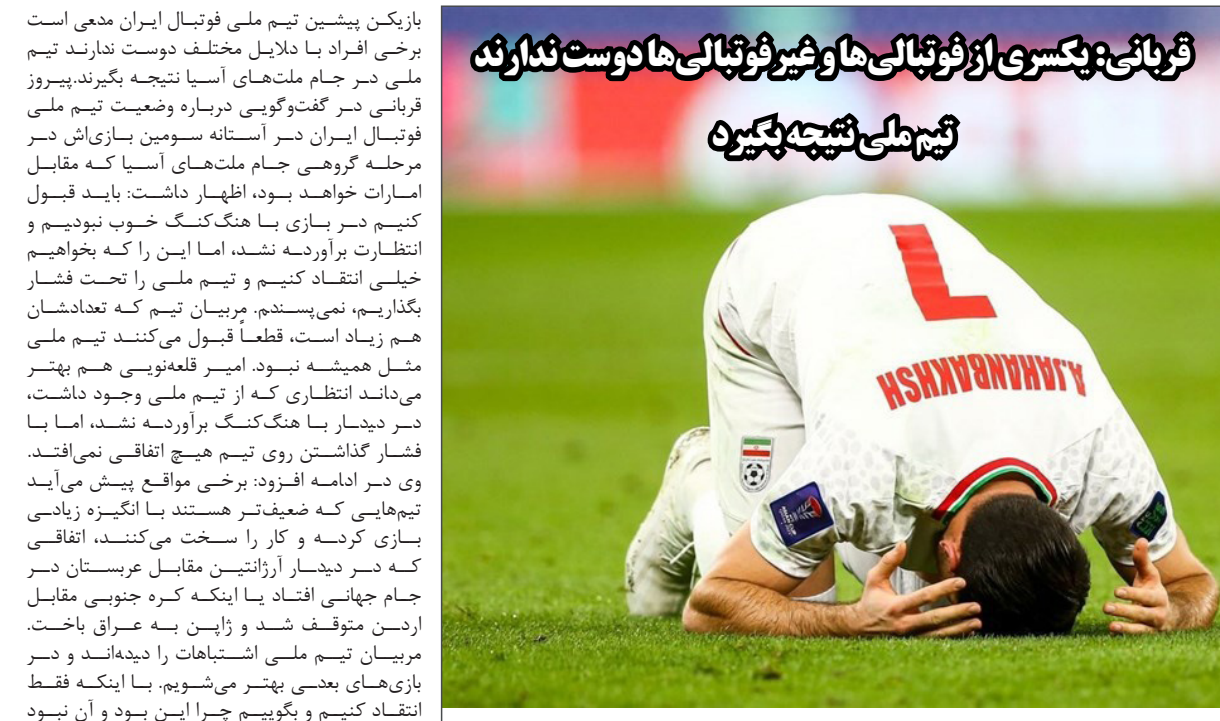 قربانی: یکسری از فوتبالی‌ها و غیرفوتبالی‌ها دوست ندارند
تیم ملی نتیجه بگیرد
7
A.JAHANBAKHSH
بازیکن پیشین تیم ملی فوتبال ایران مدعی است
برخی افراد با دلایل مختلف دوست ندارند تیم
ملی در جام ملت‌های آسیا نتیجه بگیرند.پیروز
قربانی در گفت‌وگویی درباره وضعیت تیم ملی
فوتبال ایران در آستانه سومین بازی‌اش در
مرحله گروهی جام ملت‌های آسیا که مقابل
امارات خواهد بود، اظهار داشت: باید قبول
کنیم در بازی با هنگ‌کنگ خوب نبودیم و
انتظارت برآورده نشد، اما این را که بخواهیم
خیلی انتقاد کنیم و تیم ملی را تحت فشار
بگذاریم، نمی‌پسندم. مربیان تیم که تعدادشان
هم زیاد است، قطعاً قبول می‌کنند تیم ملی
مثل همیشه نبود. امیر قلعه‌نویی هم بهتر
می‌داند انتظاری که از تیم ملی وجود داشت،
در دیدار با هنگ‌کنگ برآورده نشد، اما با
فشار گذاشتن روی تیم هیچ اتفاقی نمی‌افتد.
وی در ادامه افزود: برخی مواقع پیش می‌آید
تیم‌هایی که ضعیف‌تر هستند با انگیزه زیادی
بازی کرده و کار را سخت می‌کنند، اتفاقی
که در دیدار آرژانتین مقابل عربستان در
جام جهانی افتاد یا اینکه کره جنوبی مقابل
اردن متوقف شد و ژاپن به عراق باخت.
مربیان تیم ملی اشتباهات را دیده‌اند و در
بازی‌های بعدی بهتر می‌شویم. با اینکه فقط
انتقاد کنیم و بگوییم چرا این بود و آن نبود